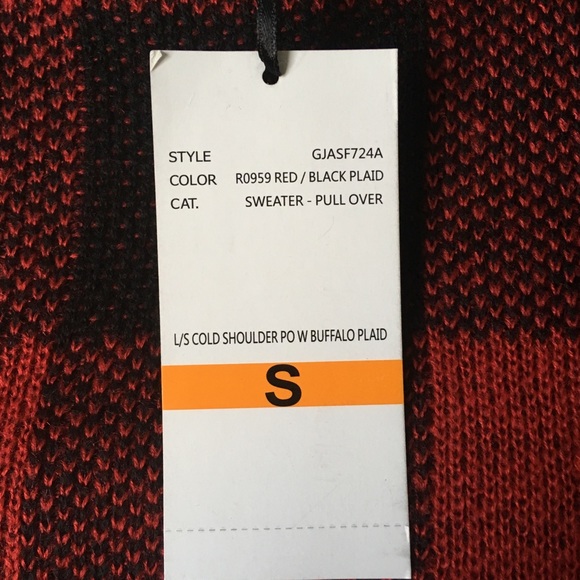 STYLE GJASF724A
COLOR R0959 RED / BLACK PLAID
CAT. SWEATER - PULL OVER
L/S COLD SHOULDER PO W BUFFALO PLAID
S